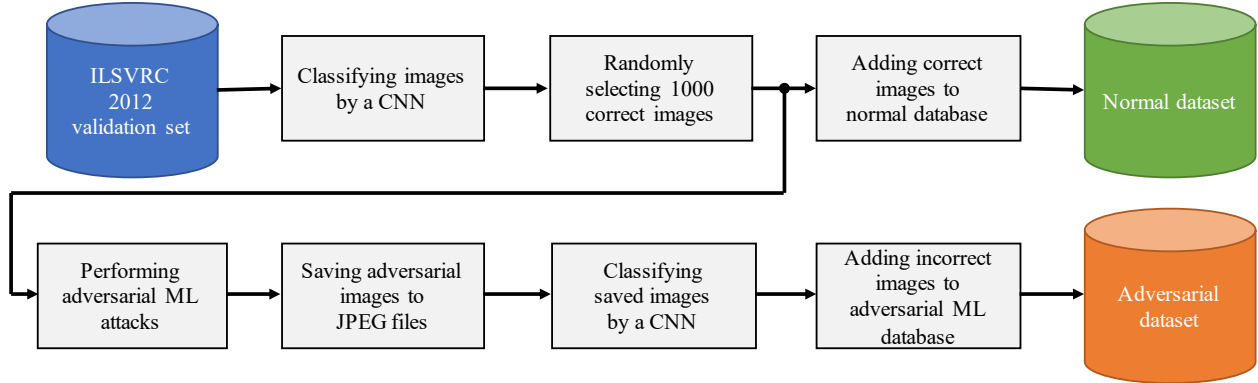 ILSVRC
2012
validation set
Classifying images
by a CNN
Randomly
selecting 1000
correct images
Adding correct
images to
normal database
Normal dataset
Performing
adversarial ML
attacks
Saving adversarial
images to
JPEG files
Classifying
saved images
by a CNN
Adding incorrect
images to
adversarial ML
database
Adversarial
dataset